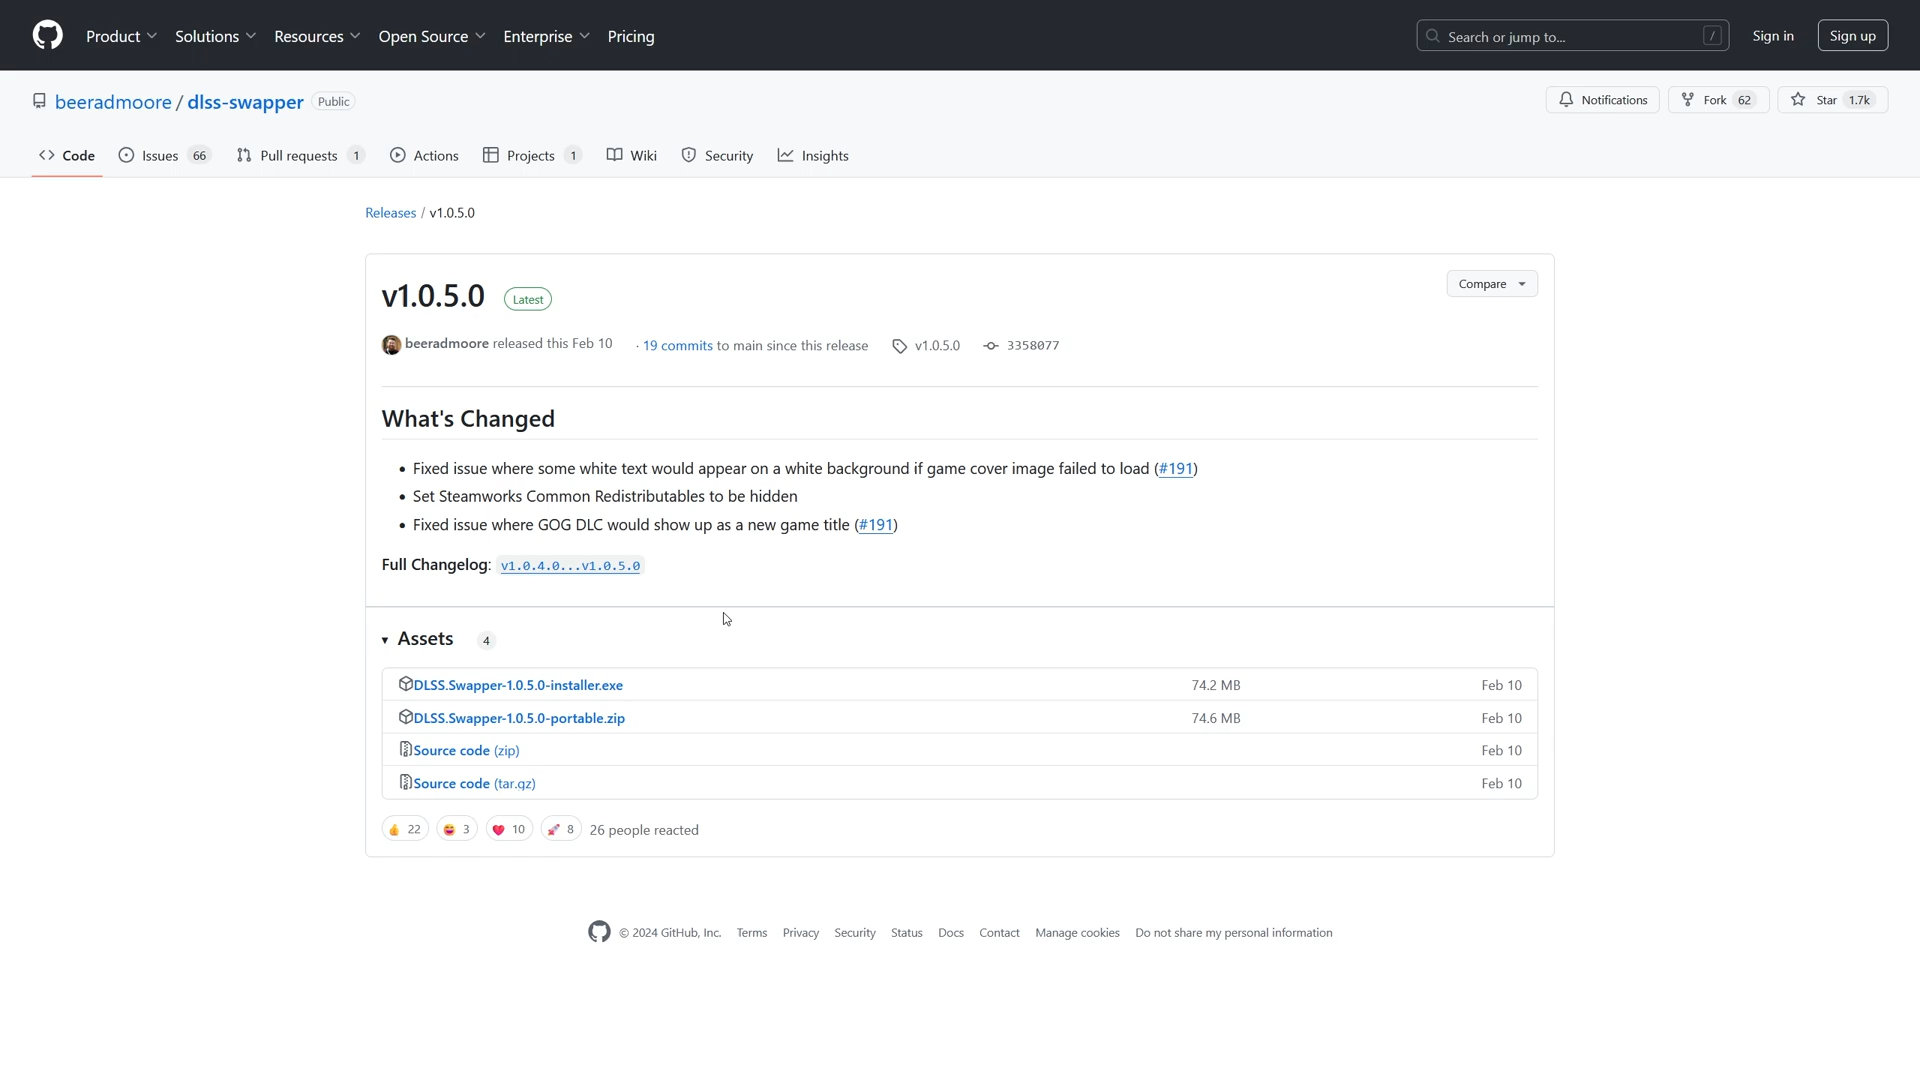 Product Solutions Resources Open Source Enterprise Pricing Search or jump to... / Sign in Sign up
beeradmoore / dlss-swapper Public Notifications Fork 62 Star 1.7k
Code Issues 66 Pull requests 1 Actions Projects 1 Wiki Security Insights
Releases / v1.0.5.0
v1.0.5.0 Latest Compare
beeradmoore released this Feb 10 · 19 commits to main since this release v1.0.5.0 3358077
What's Changed
• Fixed issue where some white text would appear on a white background if game cover image failed to load (#191)
• Set Steamworks Common Redistributables to be hidden
• Fixed issue where GOG DLC would show up as a new game title (#191)
Full Changelog: v1.0.4.0...v1.0.5.0
Assets 4
DLSS.Swapper-1.0.5.0-installer.exe 74.2 MB Feb 10
DLSS.Swapper-1.0.5.0-portable.zip 74.6 MB Feb 10
Source code (zip) Feb 10
Source code (tar.gz) Feb 10
22 3 10 8 26 people reacted
© 2024 GitHub, Inc. Terms Privacy Security Status Docs Contact Manage cookies Do not share my personal information